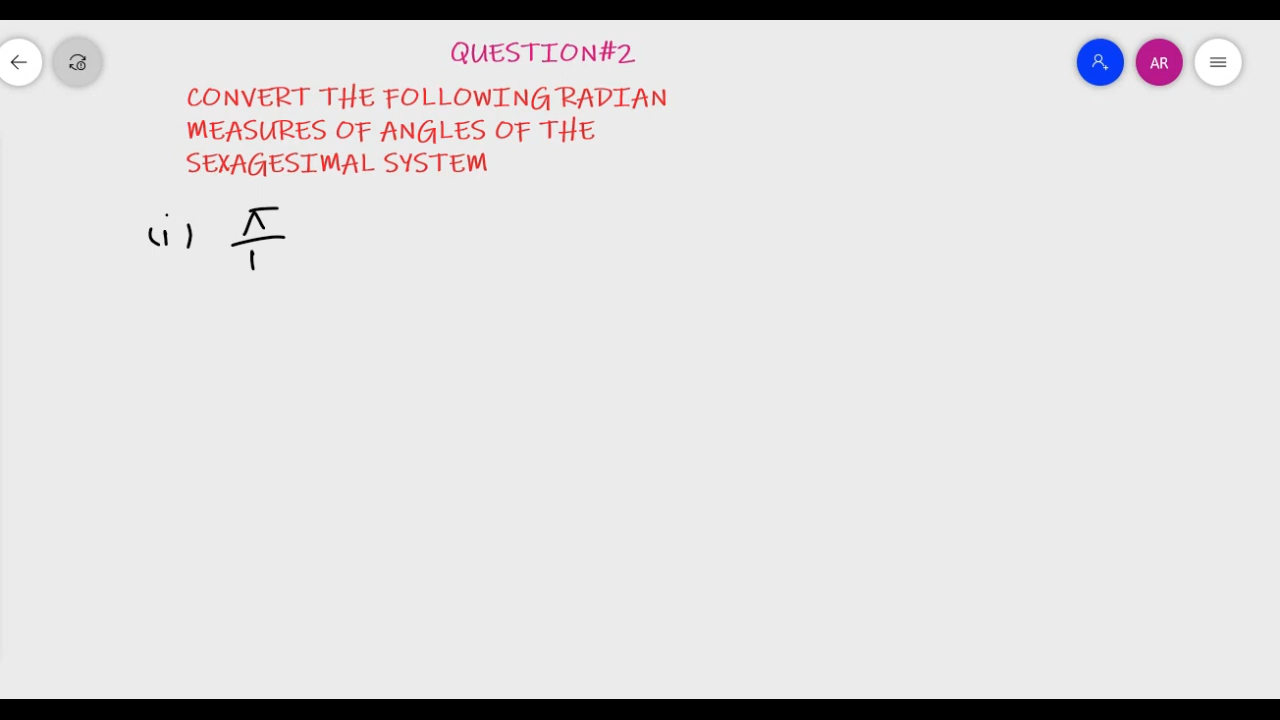 QUESTION#2
AR
CONVERT THE FOLLOWING RADIAN
MEASURES OF ANGLES OF THE
SEXAGESIMAL SYSTEM
(i) π/1